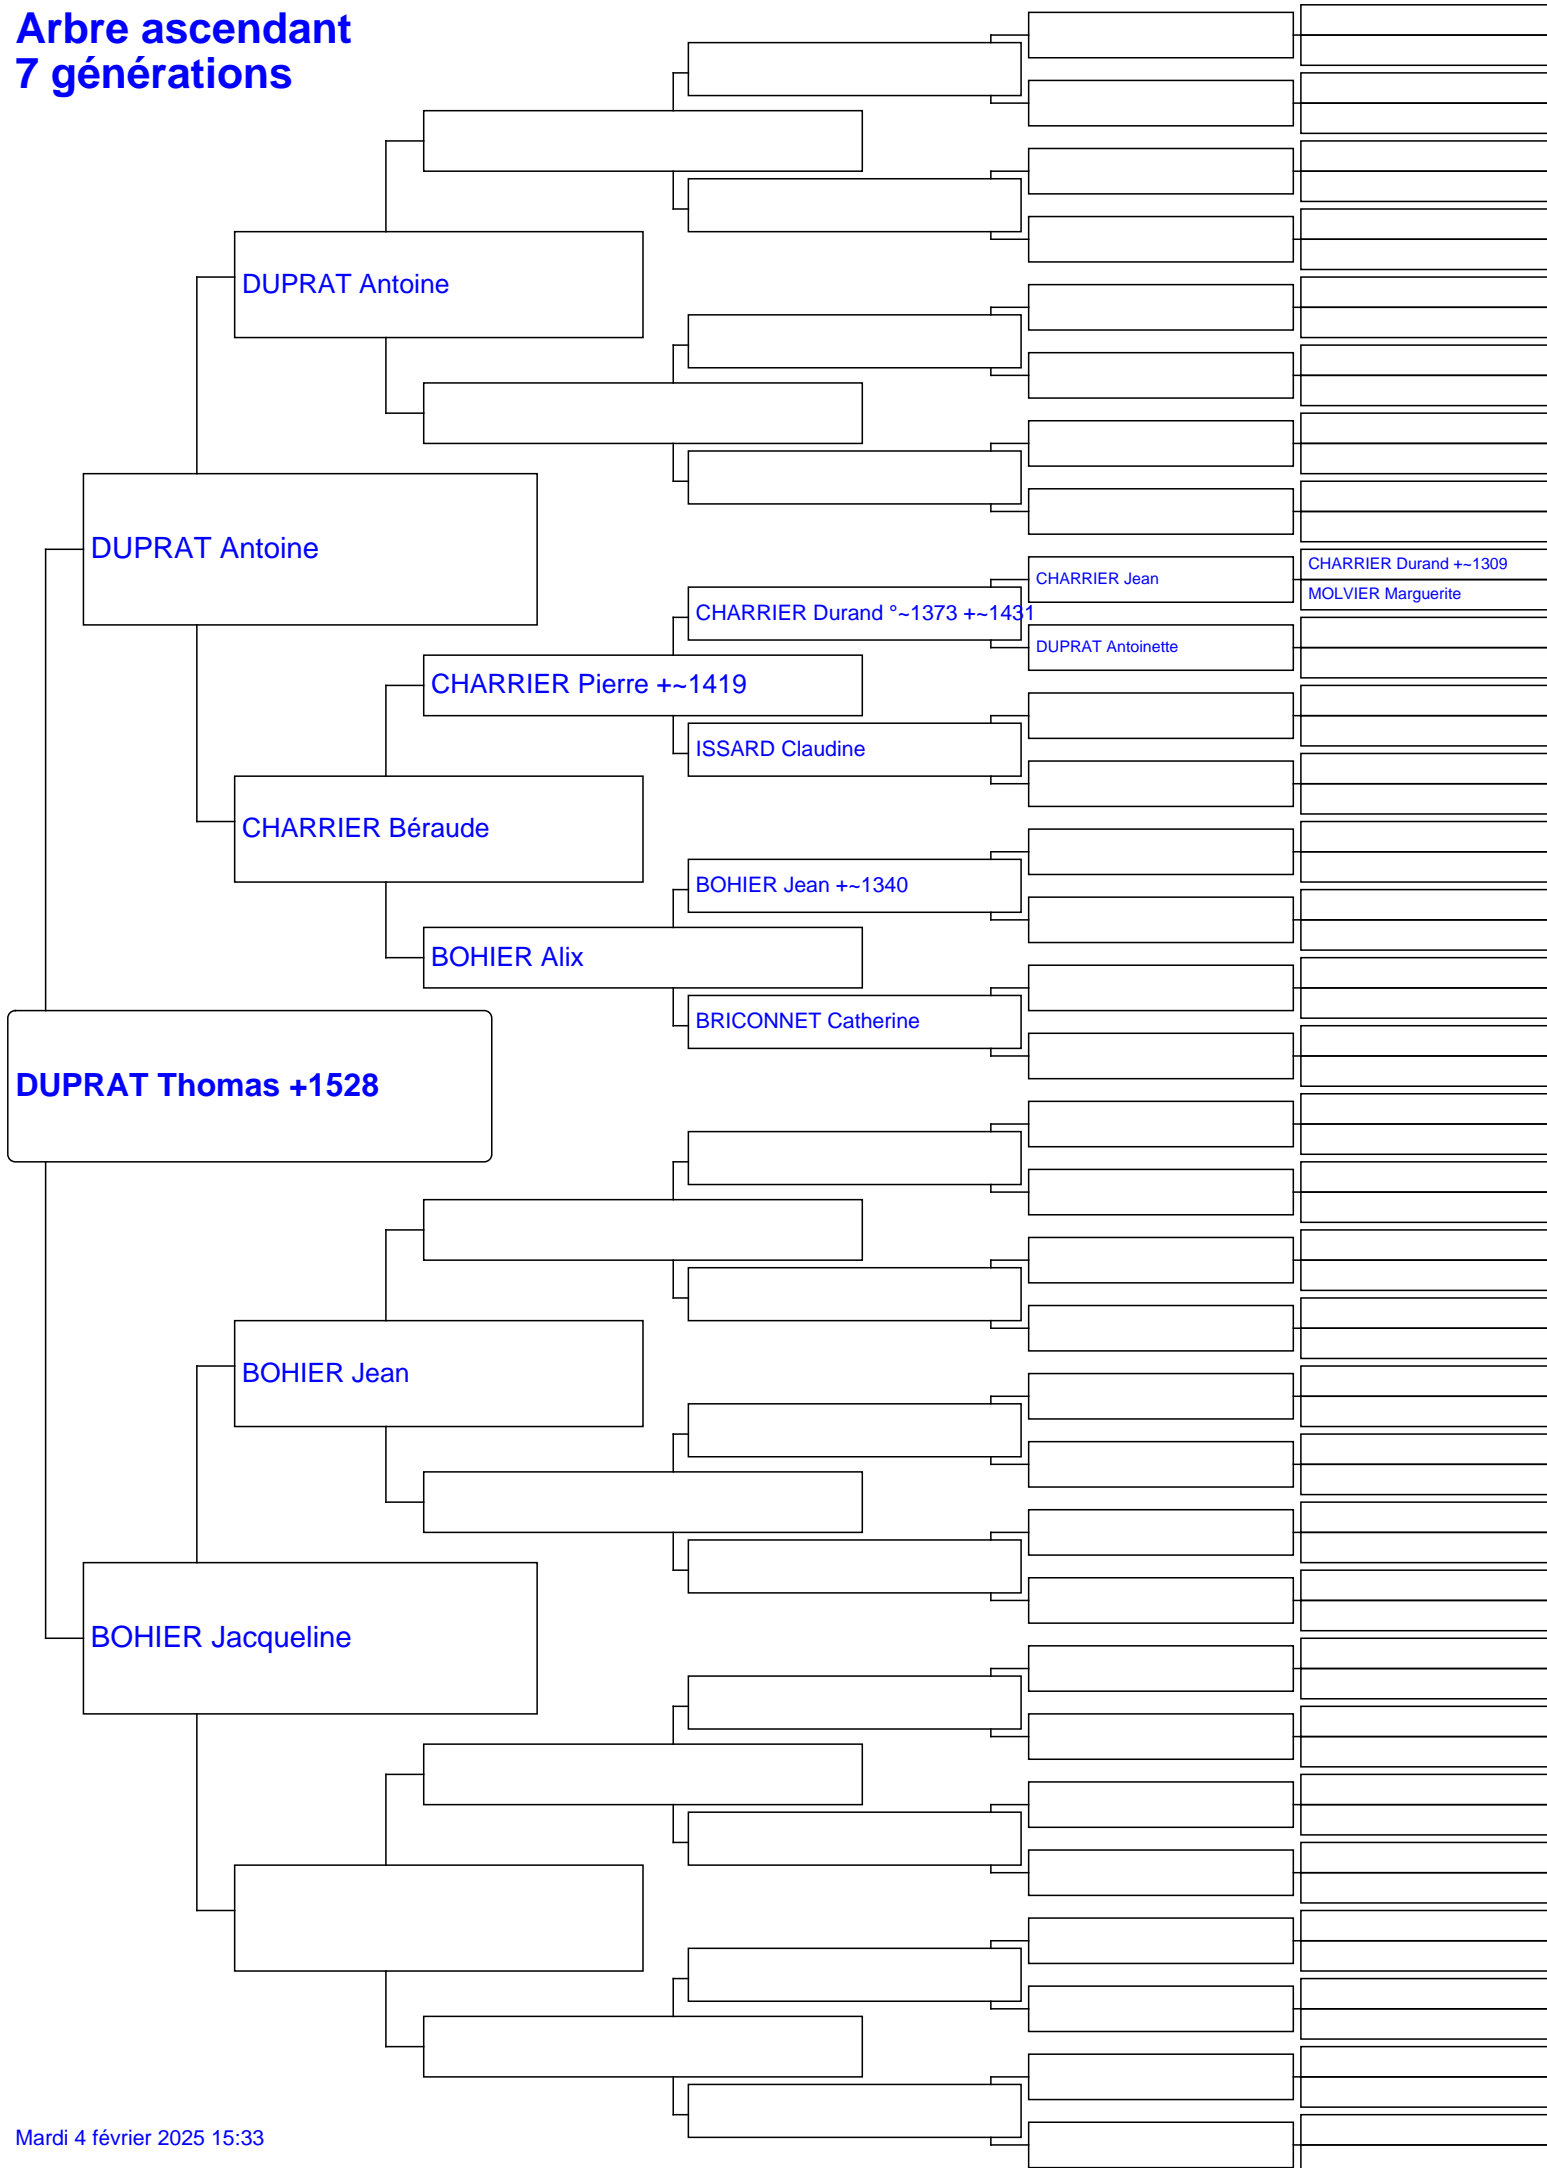 Arbre ascendant
7 générations
DUPRAT Antoine
DUPRAT Antoine
CHARRIER Jean
CHARRIER Durand +~1309
MOLVIER Marguerite
CHARRIER Durand °~1373 +~1431
DUPRAT Antoinette
CHARRIER Pierre +~1419
ISSARD Claudine
CHARRIER Béraude
BOHIER Jean +~1340
BOHIER Alix
BRICONNET Catherine
DUPRAT Thomas +1528
BOHIER Jean
BOHIER Jacqueline
Mardi 4 février 2025 15:33